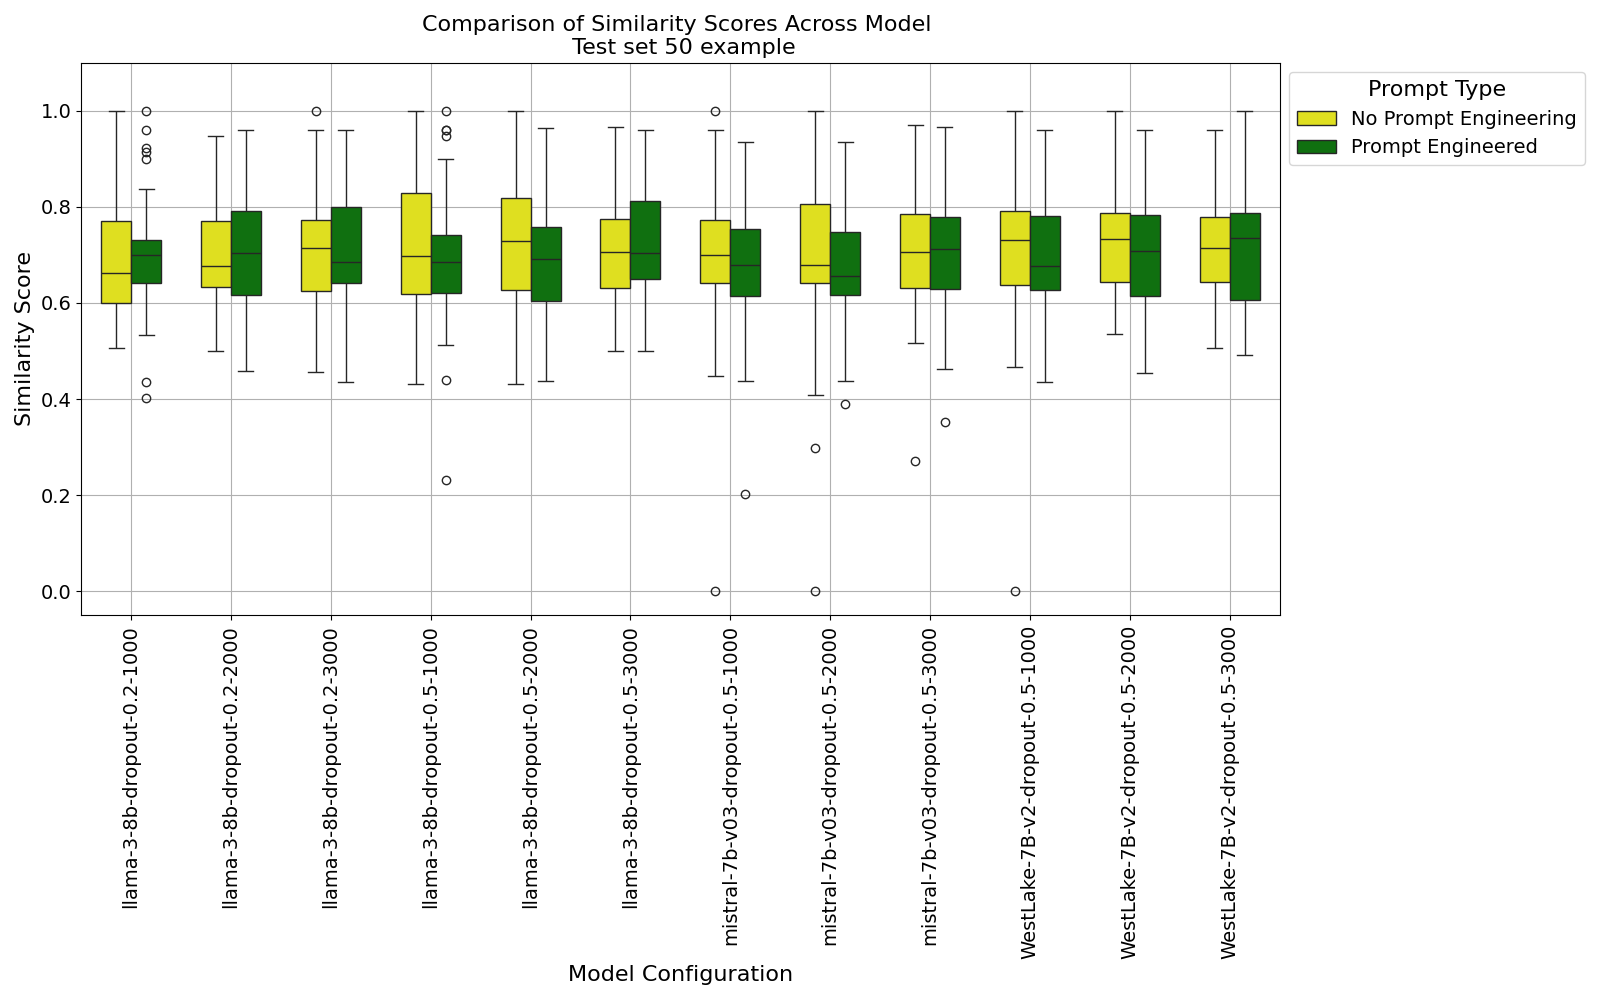 Comparison of Similarity Scores Across Model
Test set 50 example
Prompt Type
No Prompt Engineering
Prompt Engineered
Similarity Score
1.0
0.8
0.6
0.4
0.2
0.0
llama-3-8b-dropout-0.2-1000
llama-3-8b-dropout-0.2-2000
llama-3-8b-dropout-0.2-3000
llama-3-8b-dropout-0.5-1000
llama-3-8b-dropout-0.5-2000
llama-3-8b-dropout-0.5-3000
mistral-7b-v03-dropout-0.5-1000
mistral-7b-v03-dropout-0.5-2000
mistral-7b-v03-dropout-0.5-3000
WestLake-7B-v2-dropout-0.5-1000
WestLake-7B-v2-dropout-0.5-2000
WestLake-7B-v2-dropout-0.5-3000
Model Configuration